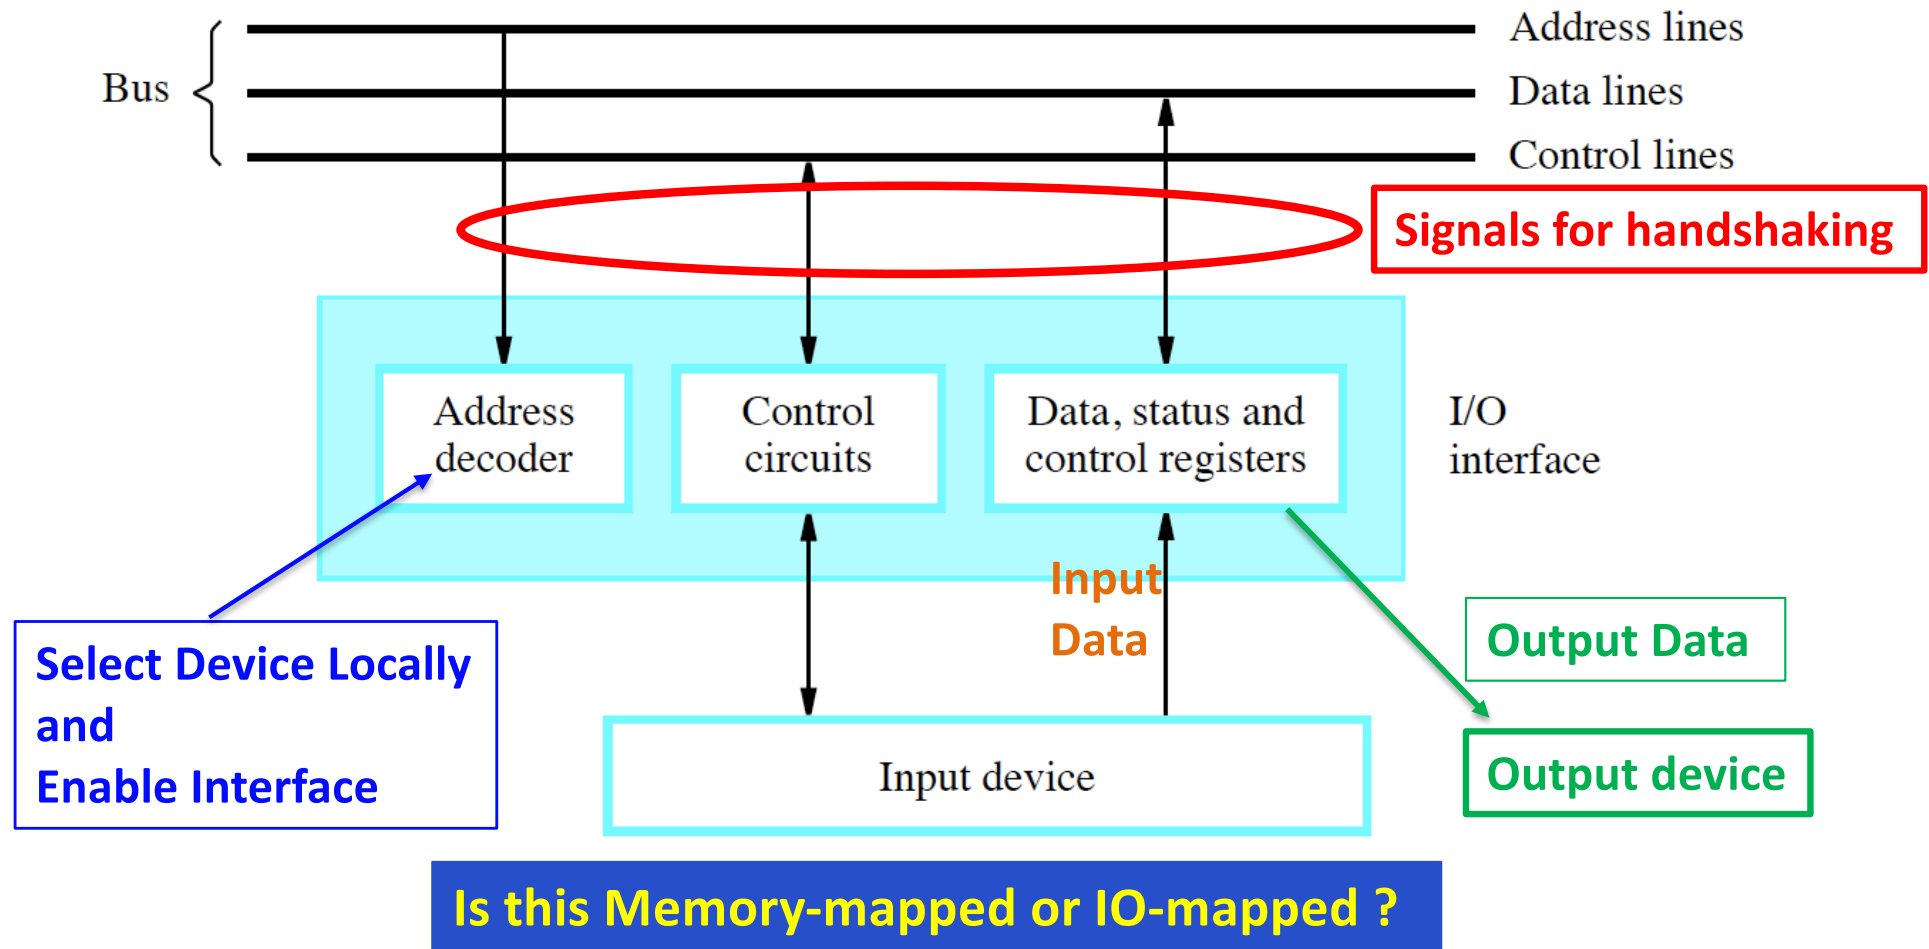 Address lines
Bus
Data lines
Control lines
Signals for handshaking
Address
decoder
Control
circuits
Data, status and
control registers
I/O
interface
Input
Data
Select Device Locally
and
Enable Interface
Output Data
Input device
Output device
Is this Memory-mapped or IO-mapped ?